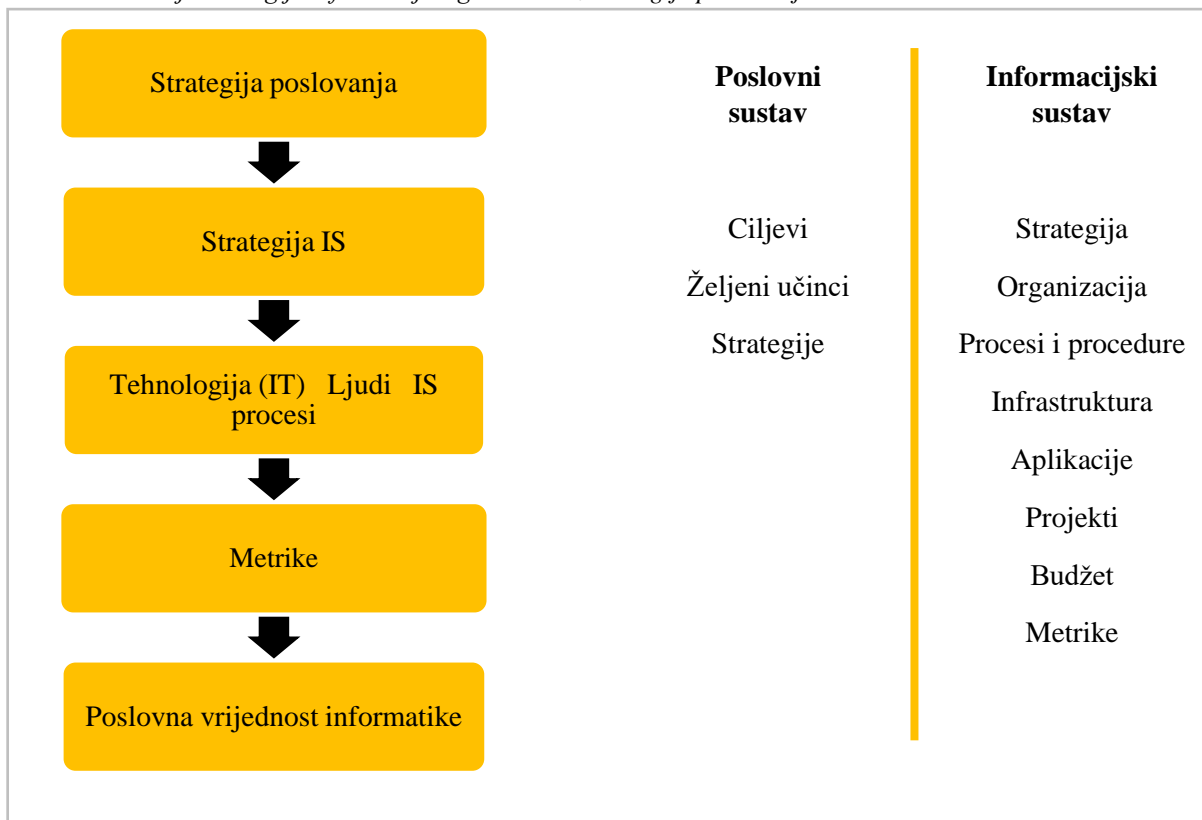 Strategija poslovanja
Strategija IS
Tehnologija (IT) Ljudi IS
procesi
Metrike
Poslovna vrijednost informatike
Poslovni
sustav
Ciljevi
Željeni učinci
Strategije
Informacijski
sustav
Strategija
Organizacija
Procesi i procedure
Infrastruktura
Aplikacije
Projekti
Budžet
Metrike